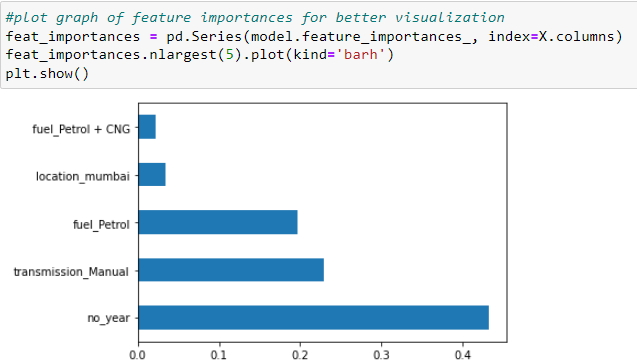 #plot graph of feature importances for better visualization
feat_importances = pd.Series(model.feature_importances_, index=X.columns)
feat_importances.nlargest(5).plot(kind='barh')
plt.show()
fuel_Petrol + CNG
location_mumbai
fuel_Petrol
transmission_Manual
no_year
0.0 0.1 0.2 0.3 0.4